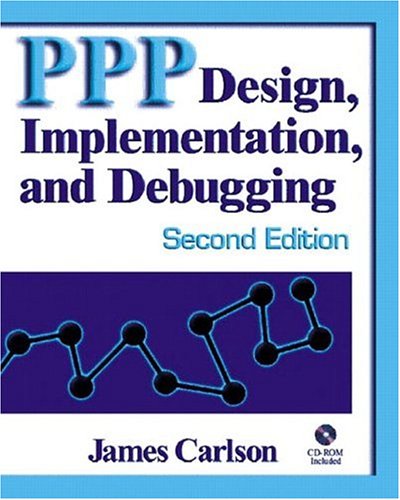 PPP Design,
Implementation,
and Debugging
Second Edition
James Carlson
CD-ROM
Included